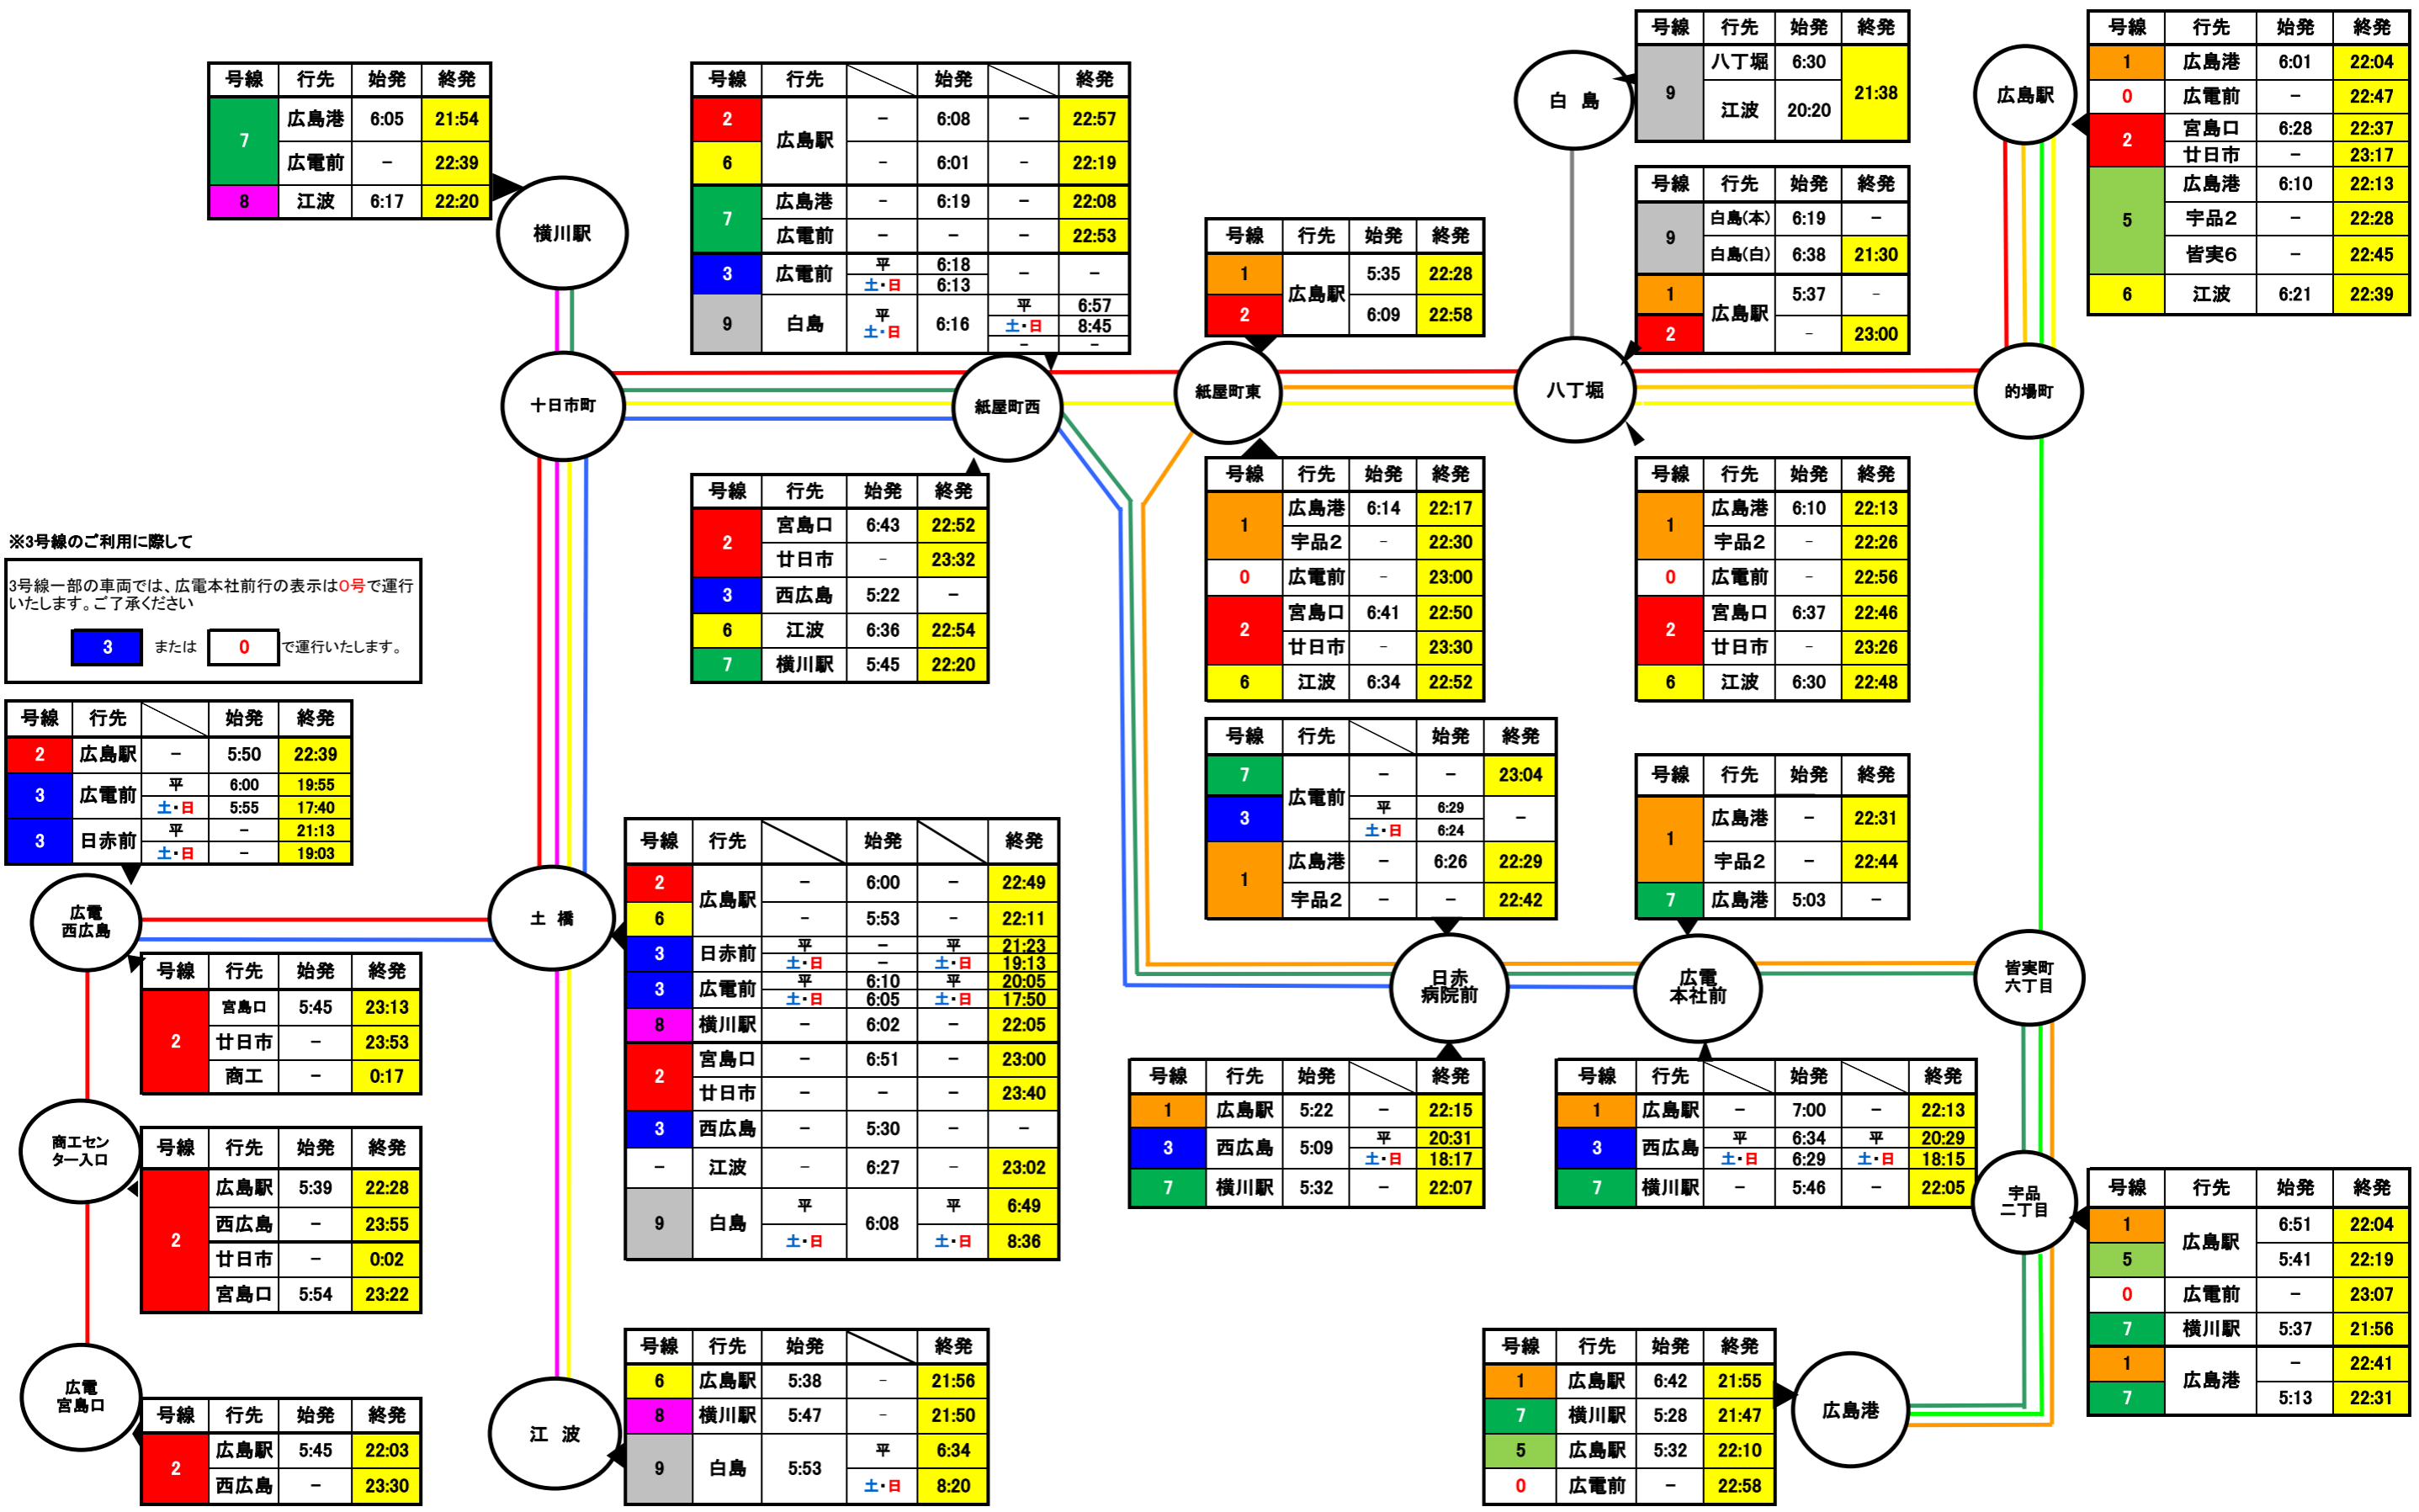 号線 行先 始発 終発
7 広島港 6:05 21:54
広電前 - 22:39
8 江波 6:17 22:20
横川駅
号線 行先 始発 終発
2 広島駅 - 6:08 - 22:57
6 - 6:01 - 22:19
7 広島港 - 6:19 - 22:08
広電前 - - - 22:53
3 広電前 平 6:18 - -
土・日 6:13
9 白島 平 土・日 6:16 平 6:57
土・日 8:45
- -
号線 行先 始発 終発
1 広島駅 5:35 22:28
2 6:09 22:58
白 島
号線 行先 始発 終発
9 八丁堀 6:30 21:38
江波 20:20
号線 行先 始発 終発
9 白島(本) 6:19 -
白島(白) 6:38 21:30
1 広島駅 5:37 -
2 - 23:00
広島駅
号線 行先 始発 終発
1 広島港 6:01 22:04
0 広電前 - 22:47
2 宮島口 6:28 22:37
廿日市 - 23:17
5 広島港 6:10 22:13
宇品2 - 22:28
皆実6 - 22:45
6 江波 6:21 22:39
十日市町
紙屋町西
紙屋町東
八丁堀
的場町
※3号線のご利用に際して
3号線一部の車両では、広電本社前行の表示は0号で運行
いたします。ご了承ください
3 または 0 で運行いたします。
号線 行先 始発 終発
2 宮島口 6:43 22:52
廿日市 - 23:32
3 西広島 5:22 -
6 江波 6:36 22:54
7 横川駅 5:45 22:20
号線 行先 始発 終発
1 広島港 6:14 22:17
宇品2 - 22:30
0 広電前 - 23:00
2 宮島口 6:41 22:50
廿日市 - 23:30
6 江波 6:34 22:52
号線 行先 始発 終発
1 広島港 6:10 22:13
宇品2 - 22:26
0 広電前 - 22:56
2 宮島口 6:37 22:46
廿日市 - 23:26
6 江波 6:30 22:48
号線 行先 始発 終発
2 広島駅 - 5:50 22:39
3 広電前 平 6:00 19:55
土・日 5:55 17:40
3 日赤前 平 - 21:13
土・日 - 19:03
広電
西広島
土 橋
号線 行先 始発 終発
2 広島駅 - 6:00 - 22:49
6 - 5:53 - 22:11
3 日赤前 平 - 平 21:23
土・日 - 土・日 19:13
3 広電前 平 6:10 平 20:05
土・日 6:05 土・日 17:50
8 横川駅 - 6:02 - 22:05
2 宮島口 - 6:51 - 23:00
廿日市 - - - 23:40
3 西広島 - 5:30 - -
- 江波 - 6:27 - 23:02
9 白島 平 6:08 平 6:49
土・日 土・日 8:36
号線 行先 始発 終発
7 広電前 - - 23:04
3 平 6:29 -
土・日 6:24
1 広島港 - 6:26 22:29
宇品2 - - 22:42
号線 行先 始発 終発
1 広島港 - 22:31
宇品2 - 22:44
7 広島港 5:03 -
日赤
病院前
広電
本社前
皆実町
六丁目
号線 行先 始発 終発
2 宮島口 5:45 23:13
廿日市 - 23:53
商工 - 0:17
商工セン
ター入口
号線 行先 始発 終発
2 広島駅 5:39 22:28
西広島 - 23:55
廿日市 - 0:02
宮島口 5:54 23:22
号線 行先 始発 終発
1 広島駅 5:22 - 22:15
3 西広島 5:09 平 20:31
土・日 18:17
7 横川駅 5:32 - 22:07
号線 行先 始発 終発
1 広島駅 - 7:00 - 22:13
3 西広島 平 6:34 平 20:29
土・日 6:29 土・日 18:15
7 横川駅 - 5:46 - 22:05
宇品
二丁目
号線 行先 始発 終発
1 広島駅 6:51 22:04
5 5:41 22:19
0 広電前 - 23:07
7 横川駅 5:37 21:56
1 広島港 - 22:41
7 5:13 22:31
広電
宮島口
号線 行先 始発 終発
2 広島駅 5:45 22:03
西広島 - 23:30
江 波
号線 行先 始発 終発
6 広島駅 5:38 - 21:56
8 横川駅 5:47 - 21:50
9 白島 5:53 平 6:34
土・日 8:20
号線 行先 始発 終発
1 広島駅 6:42 21:55
7 横川駅 5:28 21:47
5 広島駅 5:32 22:10
0 広電前 - 22:58
広島港